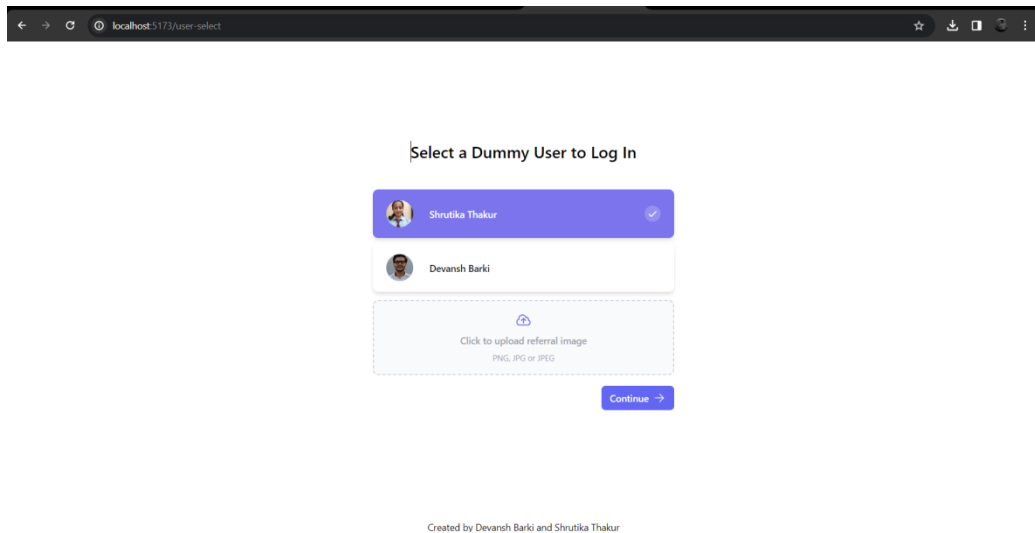 localhost:5173/user-select
Select a Dummy User to Log In
Shrutika Thakur
Devansh Barki
Click to upload referral image
PNG, JPG or JPEG
Continue →
Created by Devansh Barki and Shrutika Thakur